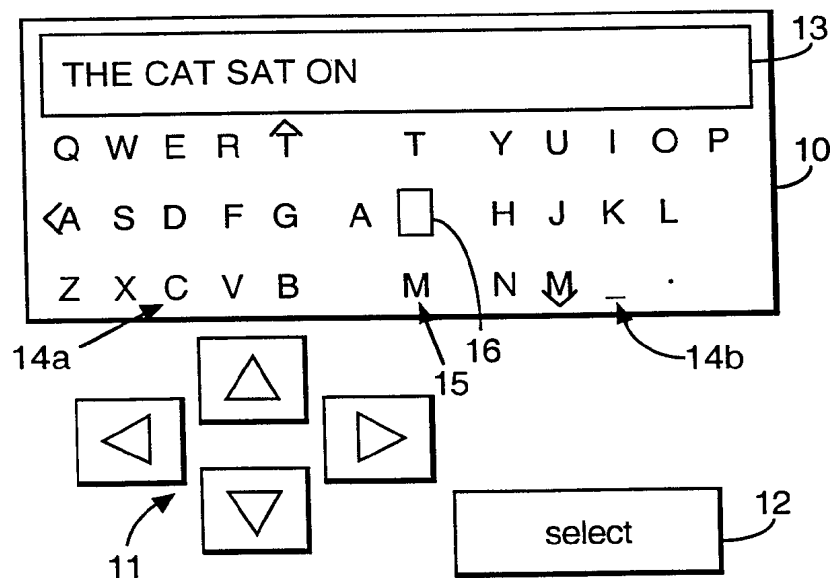 THE CAT SAT ON
13
Q W E R T T Y U I O P
10
A S D F G A H J K L
Z X C V B M N M _ .
14a
15
16
14b
11
select
12